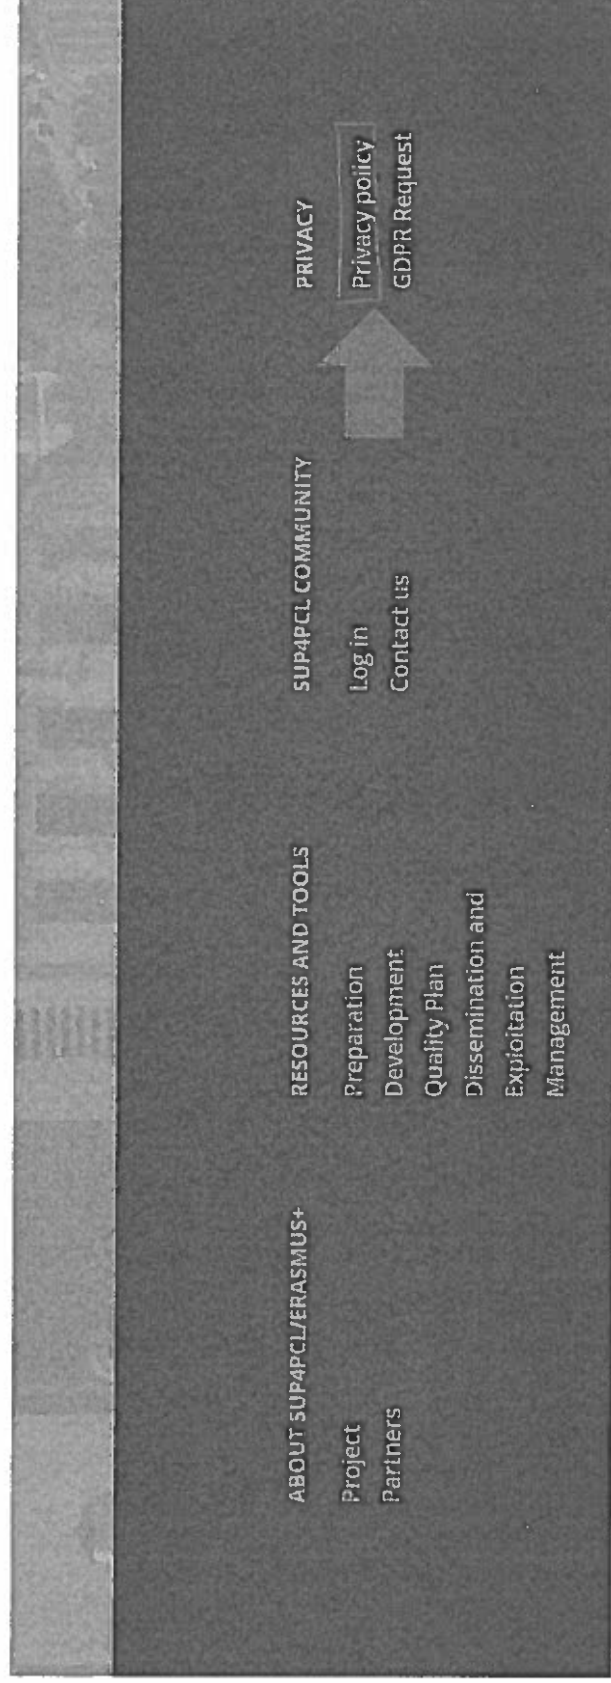 ABOUT SUP4PCL/ERASMUS+
Project
Partners
RESOURCES AND TOOLS
Preparation
Development
Quality Plan
Dissemination and
Exploitation
Management
SUP4PCL COMMUNITY
Log in
Contact us
PRIVACY
Privacy policy
GDPR Request